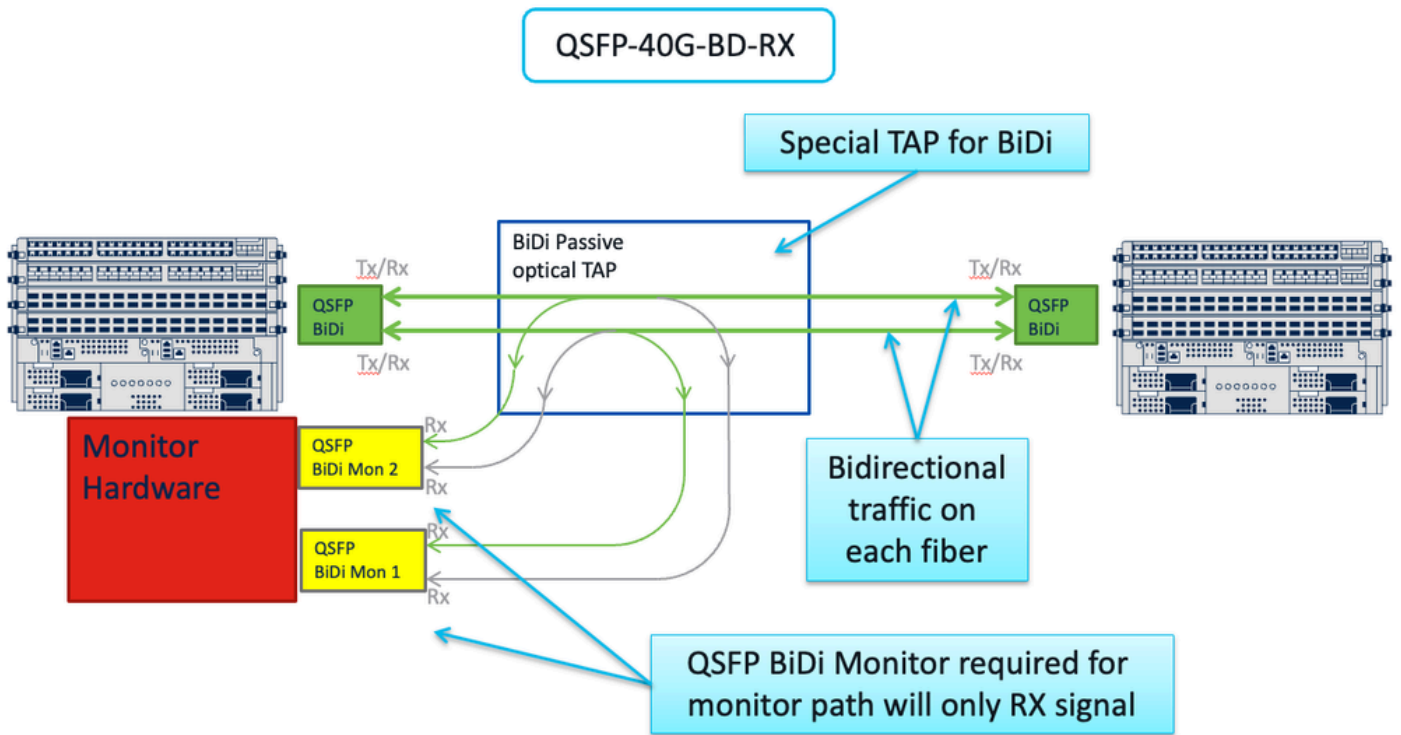 QSFP-40G-BD-RX
Special TAP for BiDi
BiDi Passive
optical TAP
Tx/Rx
Tx/Rx
QSFP
BiDi
QSFP
BiDi
Tx/Rx
Tx/Rx
Monitor
Hardware
QSFP
BiDi Mon 2
Rx
Rx
QSFP
BiDi Mon 1
Rx
Rx
Bidirectional
traffic on
each fiber
QSFP BiDi Monitor required for
monitor path will only RX signal